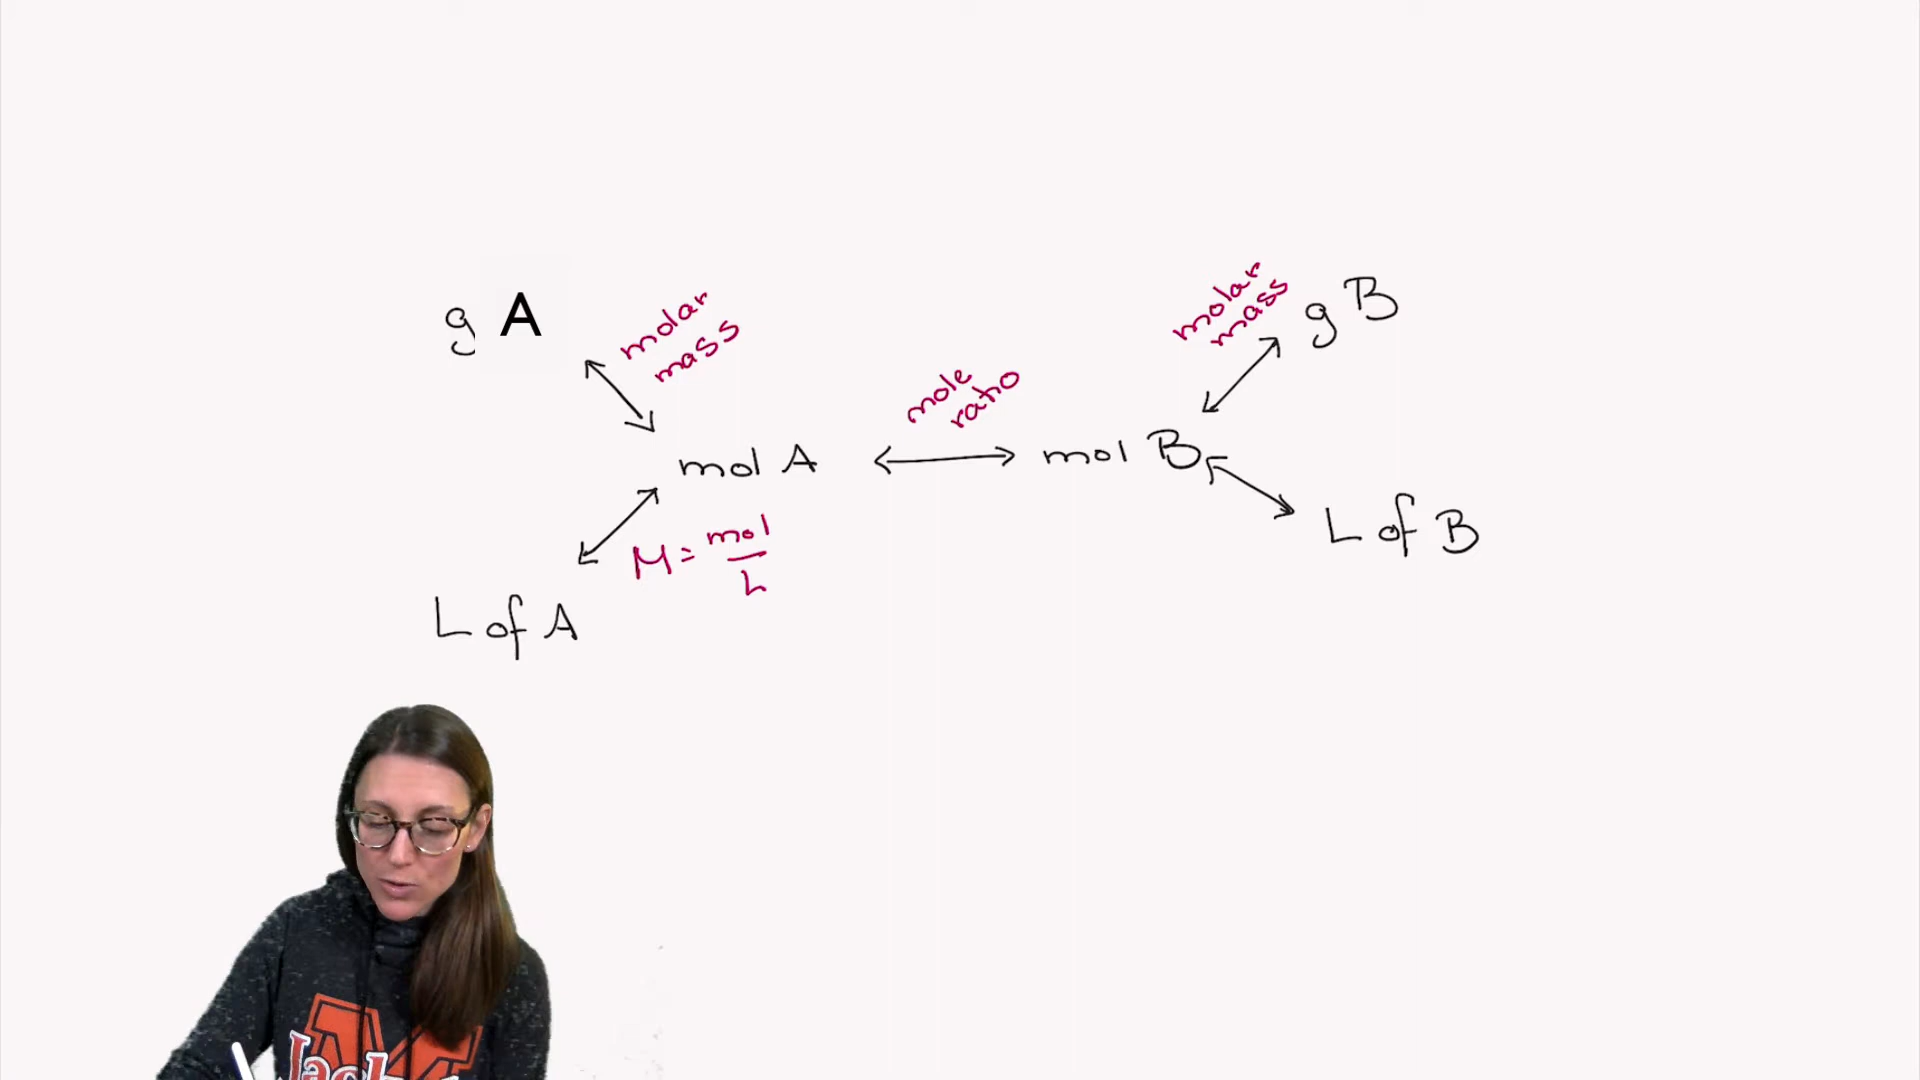 g A
molar
mass
mol A
M = mol/L
L of A
mole
ratio
mol B
molar
mass
g B
L of B
M